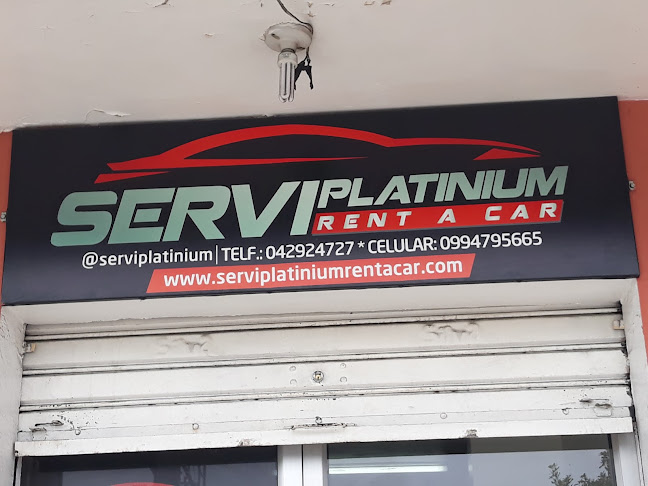 SERVIPLATINIUM
RENT A CAR
@serviplatinium | TELF.: 042924727 * CELULAR: 0994795665
www.serviplatiniumrentacar.com